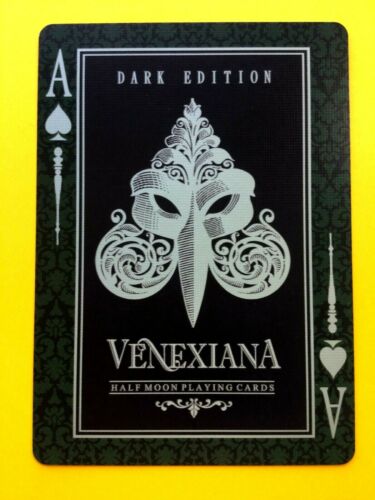 A
DARK EDITION
VENEXIANA
HALF MOON PLAYING CARDS
A